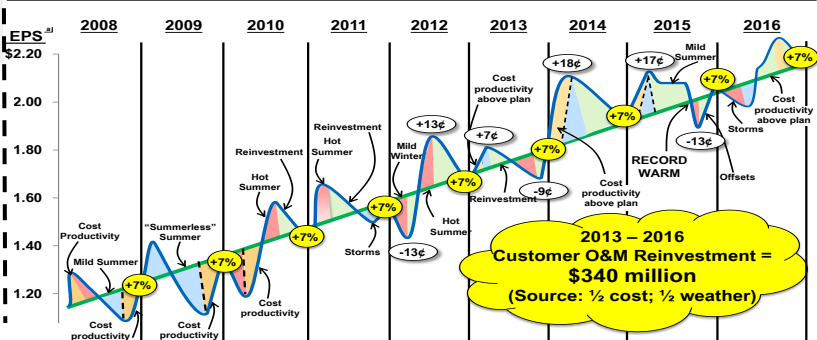 2008 2009 2010 2011 2012 2013 2014 2015 2016
EPS a)
$2.20
2.00
1.80
1.60
1.40
1.20
Cost
Productivity
Mild Summer
Cost
productivity
+7%
"Summerless"
Summer
Cost
productivity
+7%
Hot
Summer
Reinvestment
Cost
productivity
+7%
Hot
Summer
Reinvestment
Storms
+7%
Mild
Winter
-13¢
+13¢
Hot
Summer
+7%
Cost
productivity
above plan
+7¢
Reinvestment
-9¢
+7%
+18¢
Cost
productivity
above plan
+7%
+17¢
Mild
Summer
RECORD
WARM
-13¢
Offsets
+7%
Storms
Cost
productivity
above plan
+7%
2013 – 2016
Customer O&M Reinvestment =
$340 million
(Source: ½ cost; ½ weather)